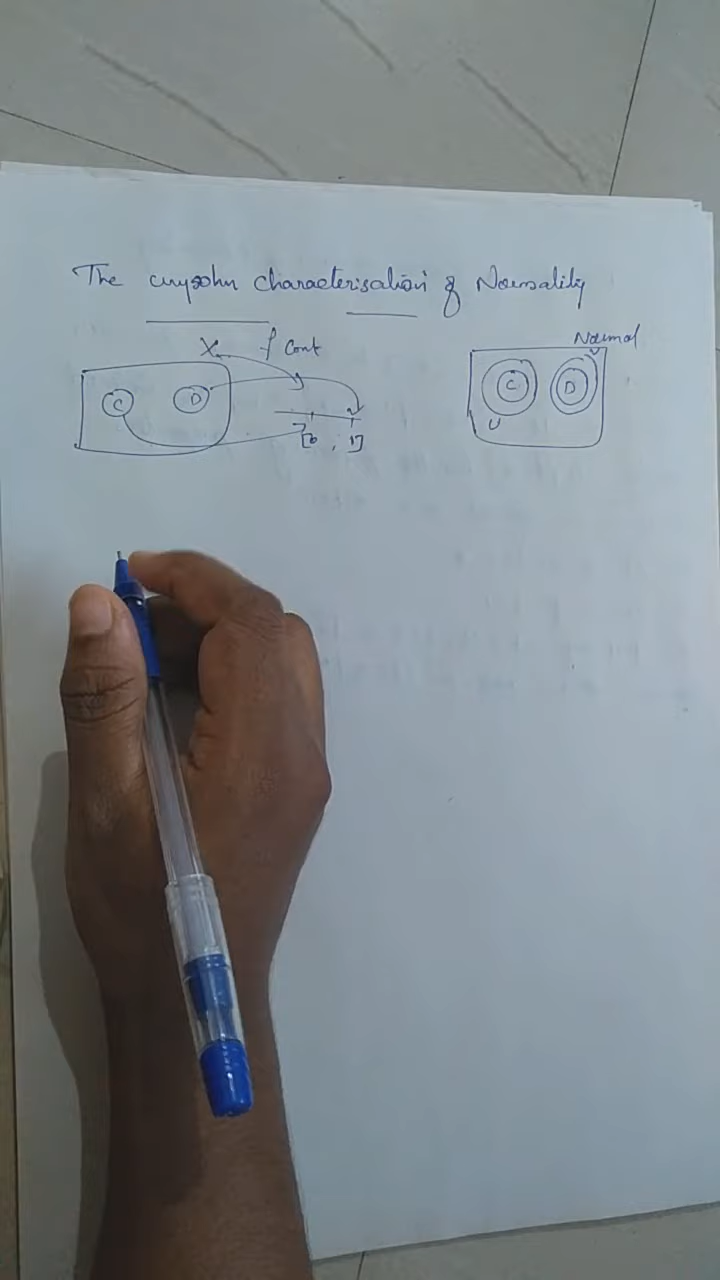 The urysohn characterisation of Normality
X f Cont
Normal
C D
C D
U
[0, 1]